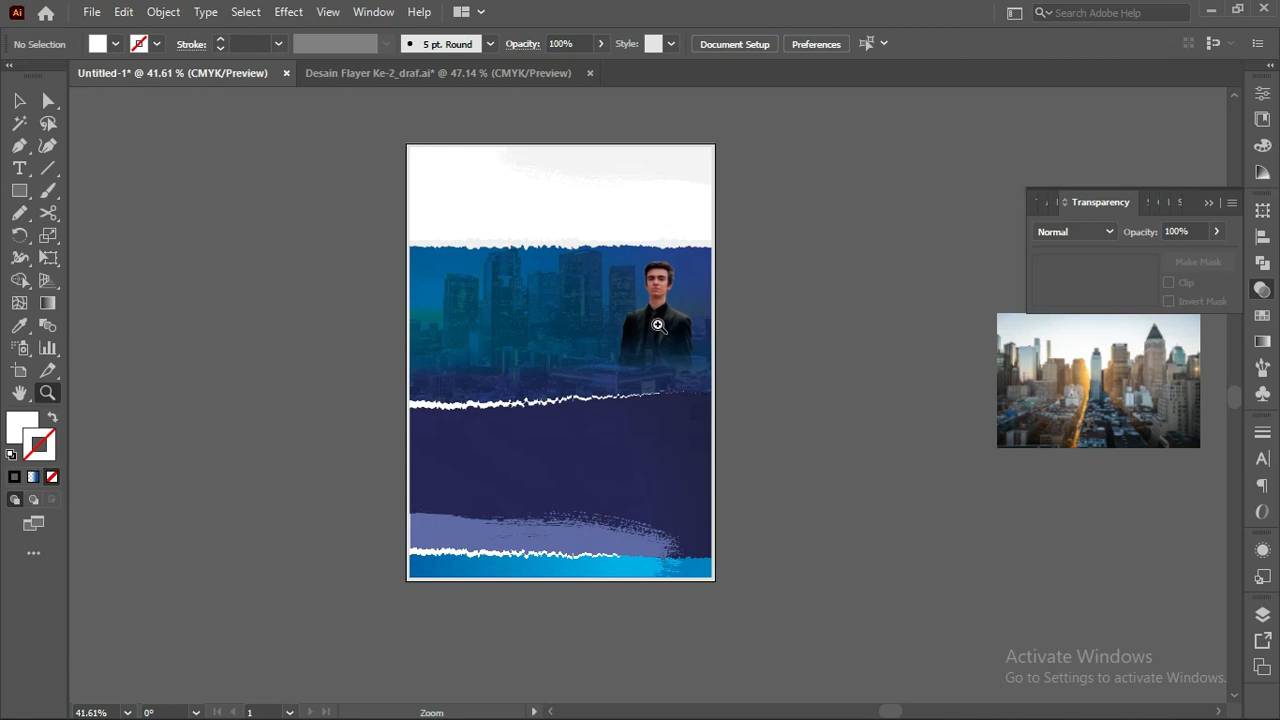 Ai File Edit Object Type Select Effect View Window Help Search Adobe Help
No Selection Stroke: 5 pt. Round Opacity: 100% Style: Document Setup Preferences
Untitled-1* @ 41.61 % (CMYK/Preview) × Desain Flayer Ke-2_draf.ai* @ 47.14 % (CMYK/Preview) ×
Transparency
Normal Opacity: 100%
Make Mask
Clip
Invert Mask
Activate Windows
Go to Settings to activate Windows.
41.61% 0° 1 Zoom